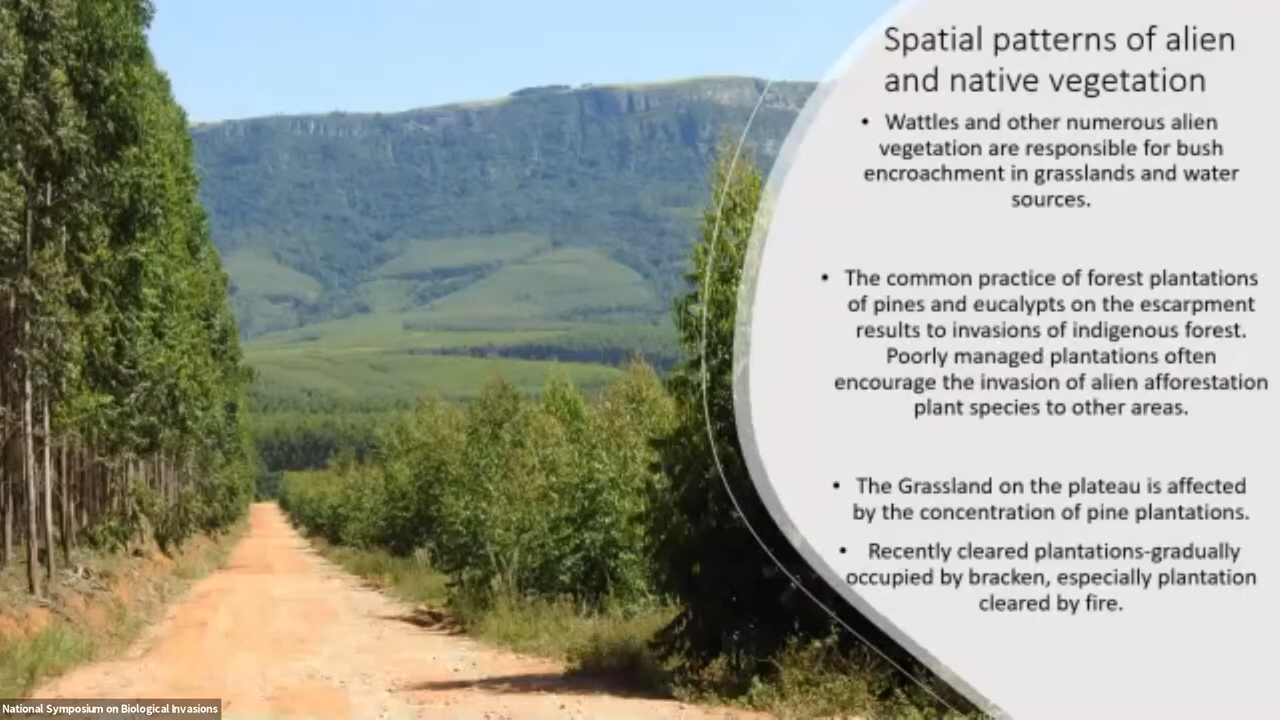 Spatial patterns of alien
and native vegetation
• Wattles and other numerous alien
vegetation are responsible for bush
encroachment in grasslands and water
sources.
• The common practice of forest plantations
of pines and eucalypts on the escarpment
results to invasions of indigenous forest.
Poorly managed plantations often
encourage the invasion of alien afforestation
plant species to other areas.
• The Grassland on the plateau is affected
by the concentration of pine plantations.
• Recently cleared plantations-gradually
occupied by bracken, especially plantation
cleared by fire.
National Symposium on Biological Invasions